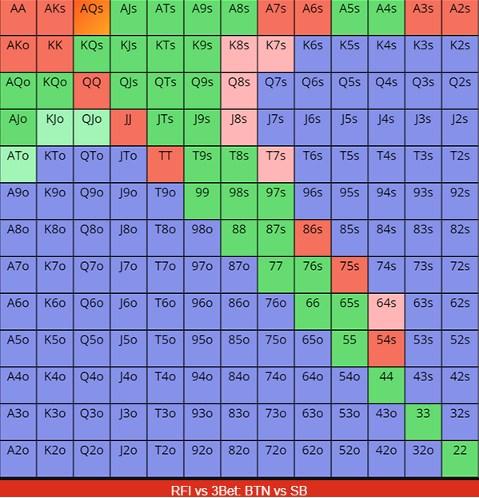 AA AKs AQs AJs ATs A9s A8s A7s A6s A5s A4s A3s A2s
AKo KK KQs KJs KTs K9s K8s K7s K6s K5s K4s K3s K2s
AQo KQo QQ QJs QTs Q9s Q8s Q7s Q6s Q5s Q4s Q3s Q2s
AJo KJo QJo JJ JTs J9s J8s J7s J6s J5s J4s J3s J2s
ATo KTo QTo JTo TT T9s T8s T7s T6s T5s T4s T3s T2s
A9o K9o Q9o J9o T9o 99 98s 97s 96s 95s 94s 93s 92s
A8o K8o Q8o J8o T8o 98o 88 87s 86s 85s 84s 83s 82s
A7o K7o Q7o J7o T7o 97o 87o 77 76s 75s 74s 73s 72s
A6o K6o Q6o J6o T6o 96o 86o 76o 66 65s 64s 63s 62s
A5o K5o Q5o J5o T5o 95o 85o 75o 65o 55 54s 53s 52s
A4o K4o Q4o J4o T4o 94o 84o 74o 64o 54o 44 43s 42s
A3o K3o Q3o J3o T3o 93o 83o 73o 63o 53o 43o 33 32s
A2o K2o Q2o J2o T2o 92o 82o 72o 62o 52o 42o 32o 22
RFI vs 3Bet: BTN vs SB